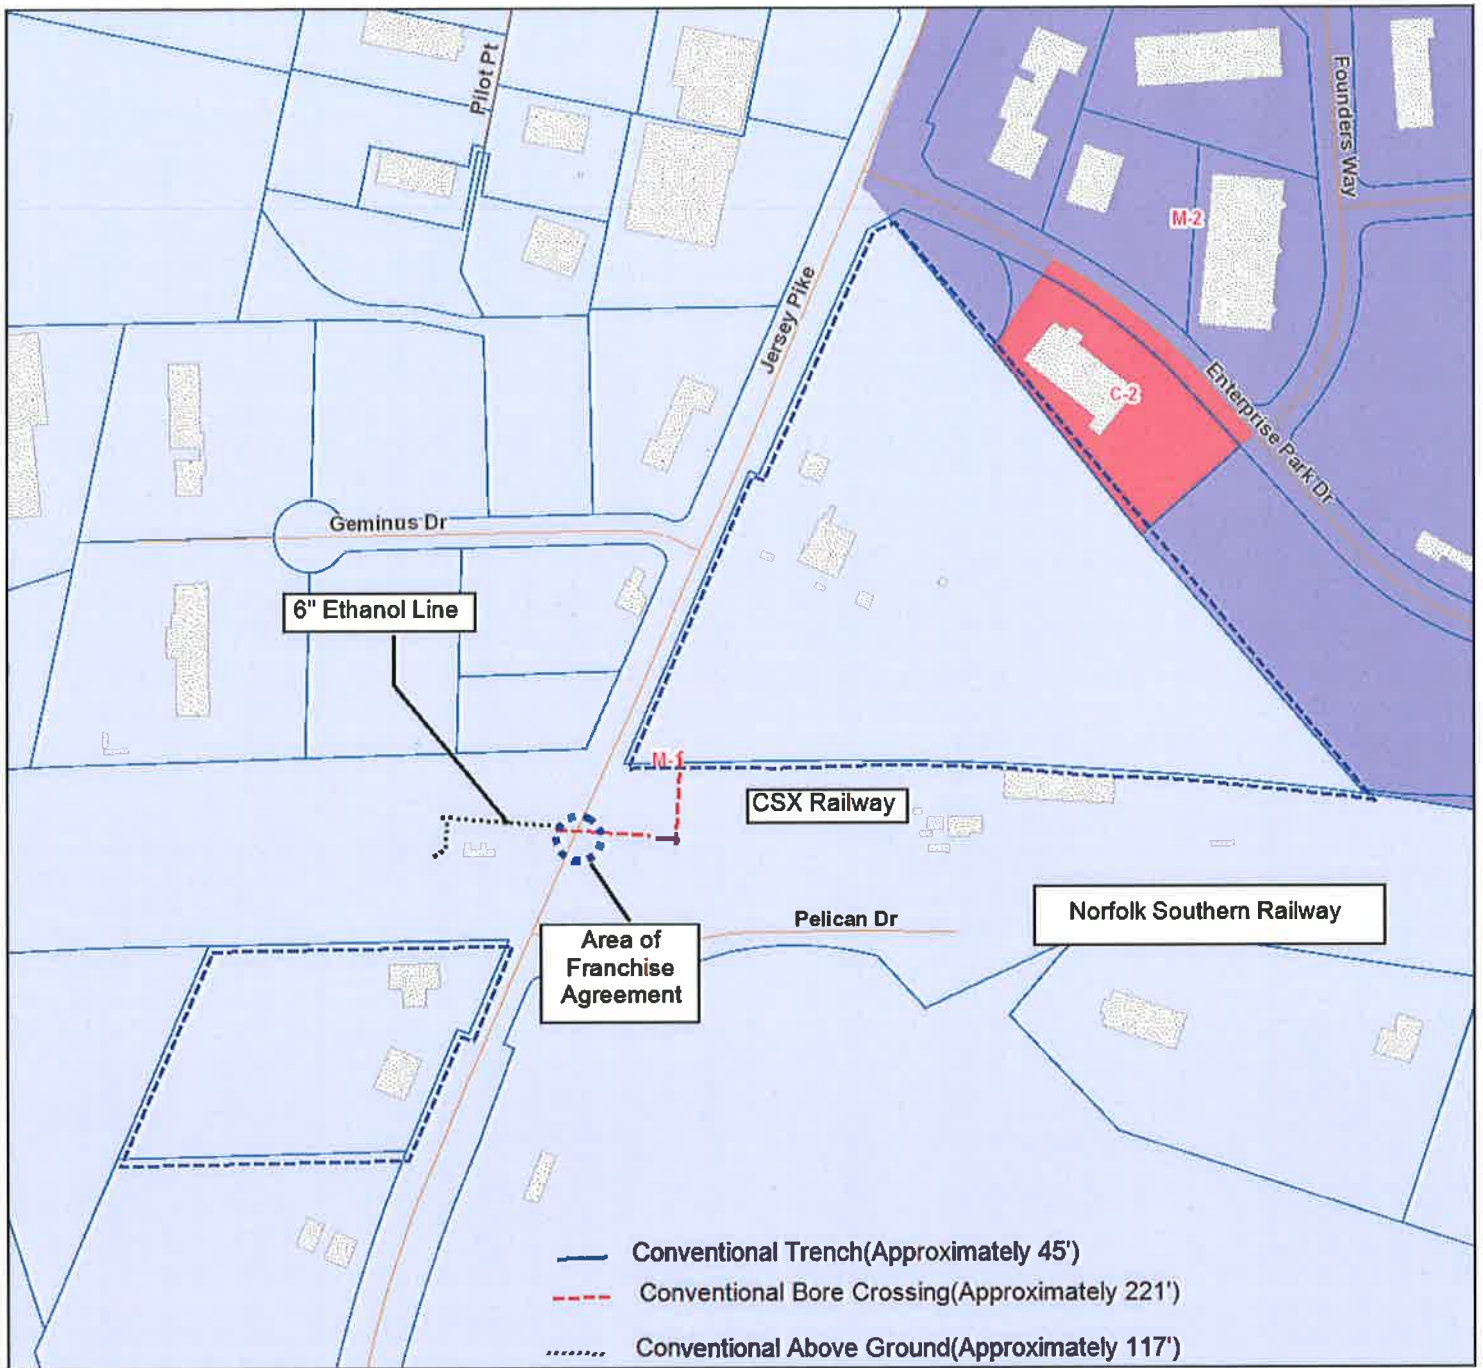 Pilot Pt
Founders Way
M-2
Jersey Pike
Enterprise Park Dr
C-2
Geminus Dr
6" Ethanol Line
M-1
CSX Railway
Norfolk Southern Railway
Pelican Dr
Area of
Franchise
Agreement
Conventional Trench(Approximately 45')
Conventional Bore Crossing(Approximately 221')
Conventional Above Ground(Approximately 117')